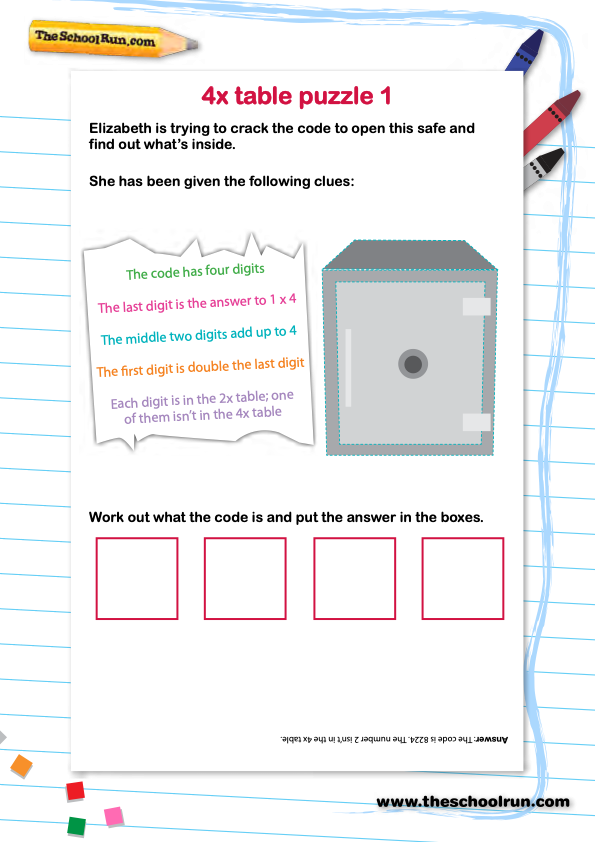 TheSchoolRun.com
4x table puzzle 1
Elizabeth is trying to crack the code to open this safe and
find out what's inside.
She has been given the following clues:
The code has four digits
The last digit is the answer to 1 x 4
The middle two digits add up to 4
The first digit is double the last digit
Each digit is in the 2x table; one
of them isn't in the 4x table
Work out what the code is and put the answer in the boxes.
Answer: The code is 8224. The number 2 isn't in the 4x table.
www.theschoolrun.com